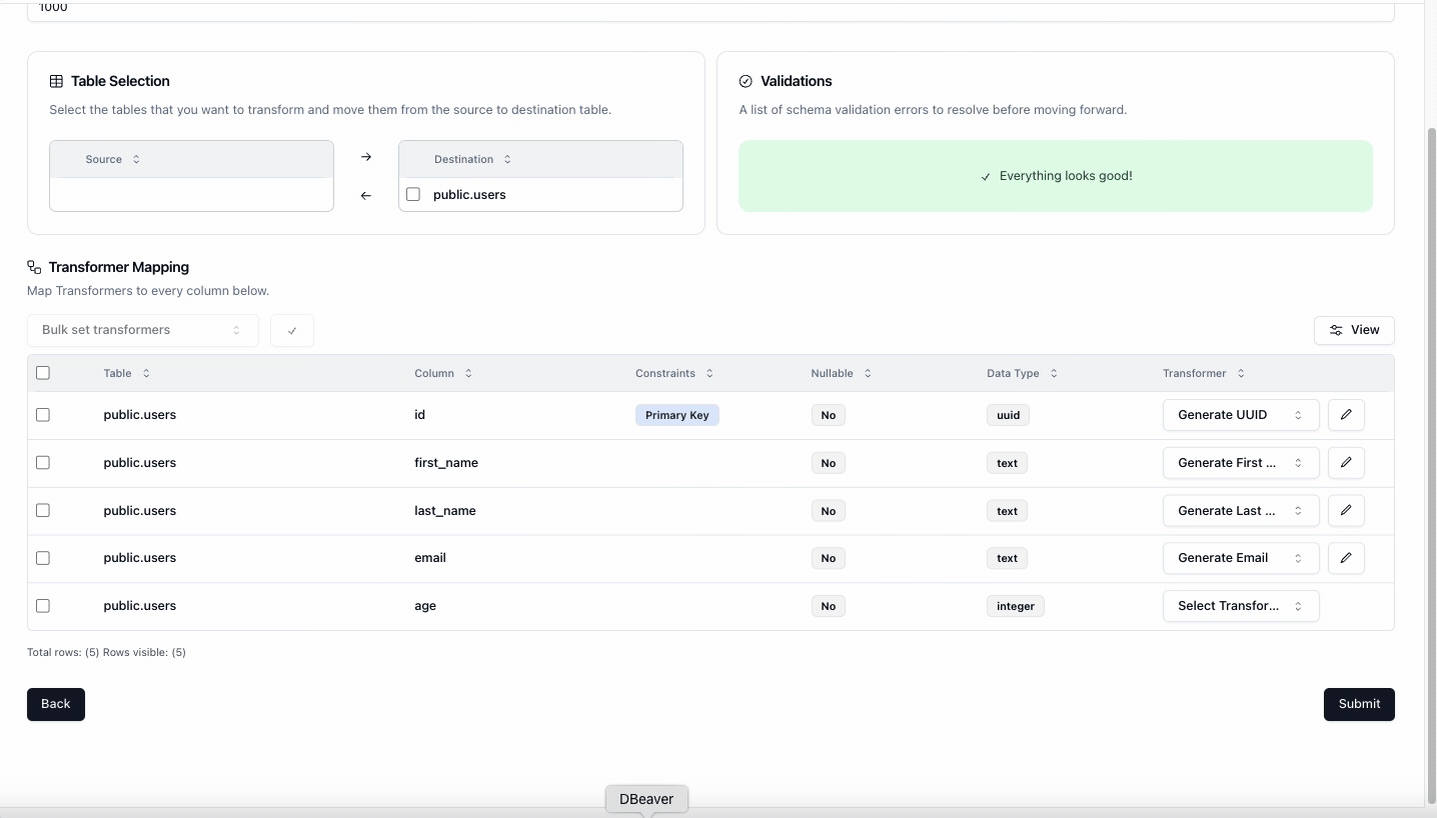 1000
Table Selection
Select the tables that you want to transform and move them from the source to destination table.
Source
Destination
public.users
Validations
A list of schema validation errors to resolve before moving forward.
Everything looks good!
Transformer Mapping
Map Transformers to every column below.
Bulk set transformers
View
Table Column Constraints Nullable Data Type Transformer
public.users id Primary Key No uuid Generate UUID
public.users first_name No text Generate First ...
public.users last_name No text Generate Last ...
public.users email No text Generate Email
public.users age No integer Select Transfor...
Total rows: (5) Rows visible: (5)
Back Submit
DBeaver